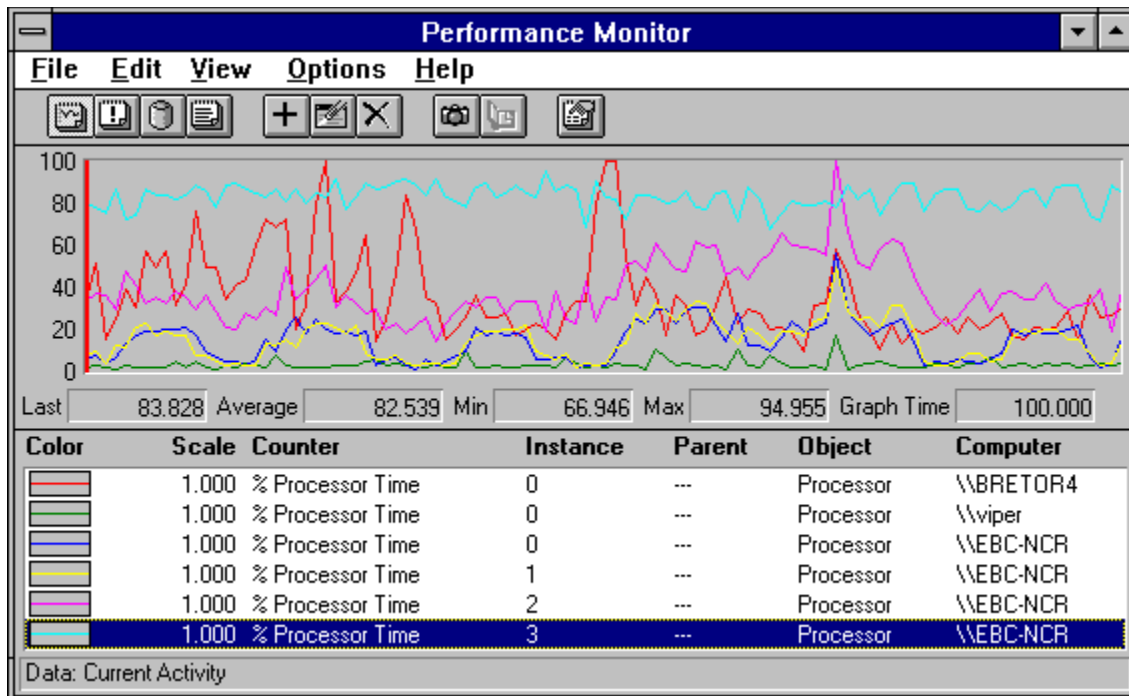 Performance Monitor
File Edit View Options Help
100
80
60
40
20
0
Last 83.828 Average 82.539 Min 66.946 Max 94.955 Graph Time 100.000
Color Scale Counter Instance Parent Object Computer
1.000 % Processor Time 0 --- Processor \\BRETOR4
1.000 % Processor Time 0 --- Processor \\viper
1.000 % Processor Time 0 --- Processor \\EBC-NCR
1.000 % Processor Time 1 --- Processor \\EBC-NCR
1.000 % Processor Time 2 --- Processor \\EBC-NCR
1.000 % Processor Time 3 --- Processor \\EBC-NCR
Data: Current Activity